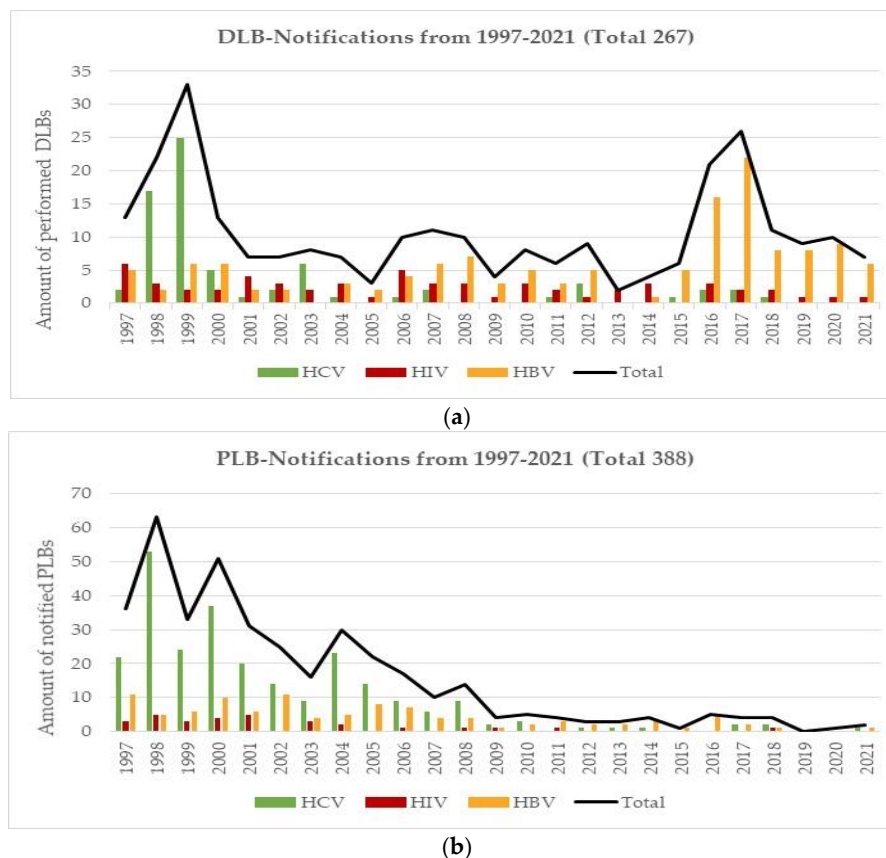 DLB-Notifications from 1997-2021 (Total 267)
Amount of performed DLBs
35
30
25
20
15
10
5
0
1997 1998 1999 2000 2001 2002 2003 2004 2005 2006 2007 2008 2009 2010 2011 2012 2013 2014 2015 2016 2017 2018 2019 2020 2021
HCV HIV HBV Total
(a)
PLB-Notifications from 1997-2021 (Total 388)
Amount of notified PLBs
70
60
50
40
30
20
10
0
1997 1998 1999 2000 2001 2002 2003 2004 2005 2006 2007 2008 2009 2010 2011 2012 2013 2014 2015 2016 2017 2018 2019 2020 2021
HCV HIV HBV Total
(b)